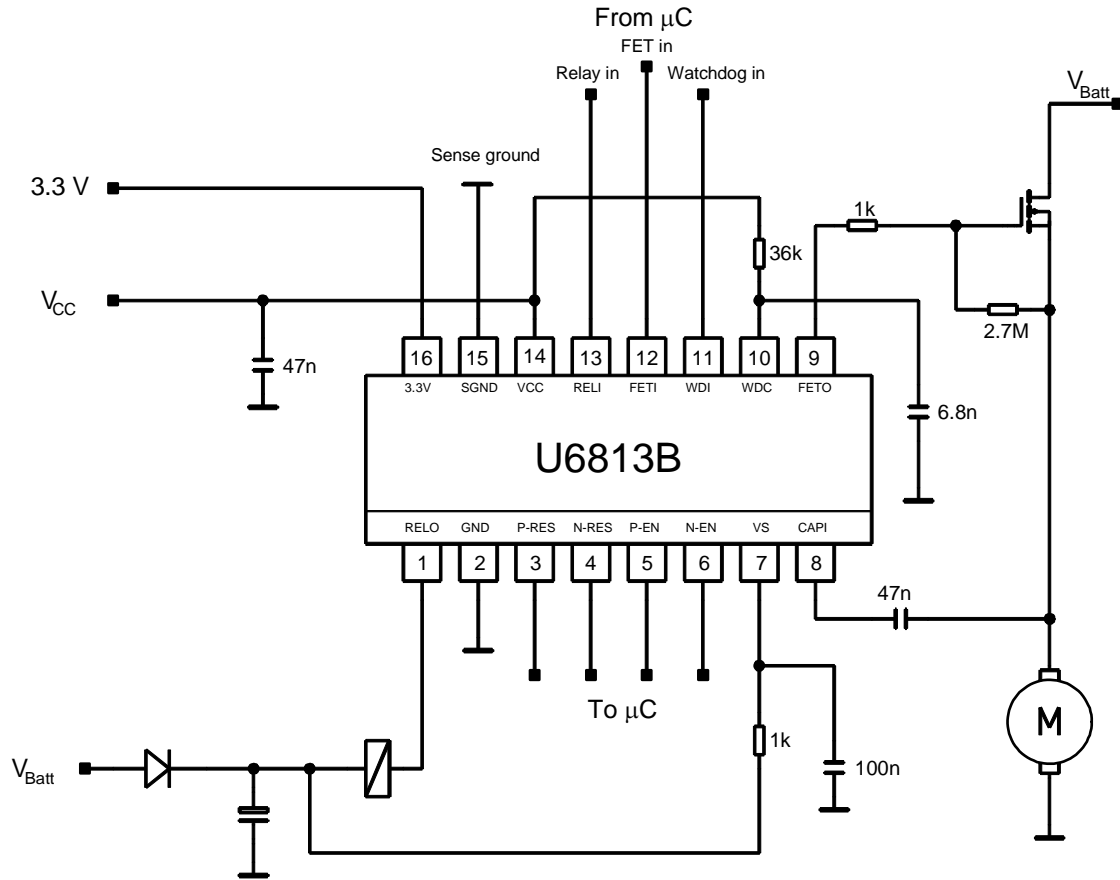 From μC
FET in
Relay in
Watchdog in
VBatt
Sense ground
3.3 V
1k
36k
VCC
2.7M
47n
16
15
14
13
12
11
10
9
3.3V
SGND
VCC
RELI
FETI
WDI
WDC
FETO
6.8n
U6813B
RELO
GND
P-RES
N-RES
P-EN
N-EN
VS
CAPI
1
2
3
4
5
6
7
8
47n
To μC
M
1k
VBatt
100n